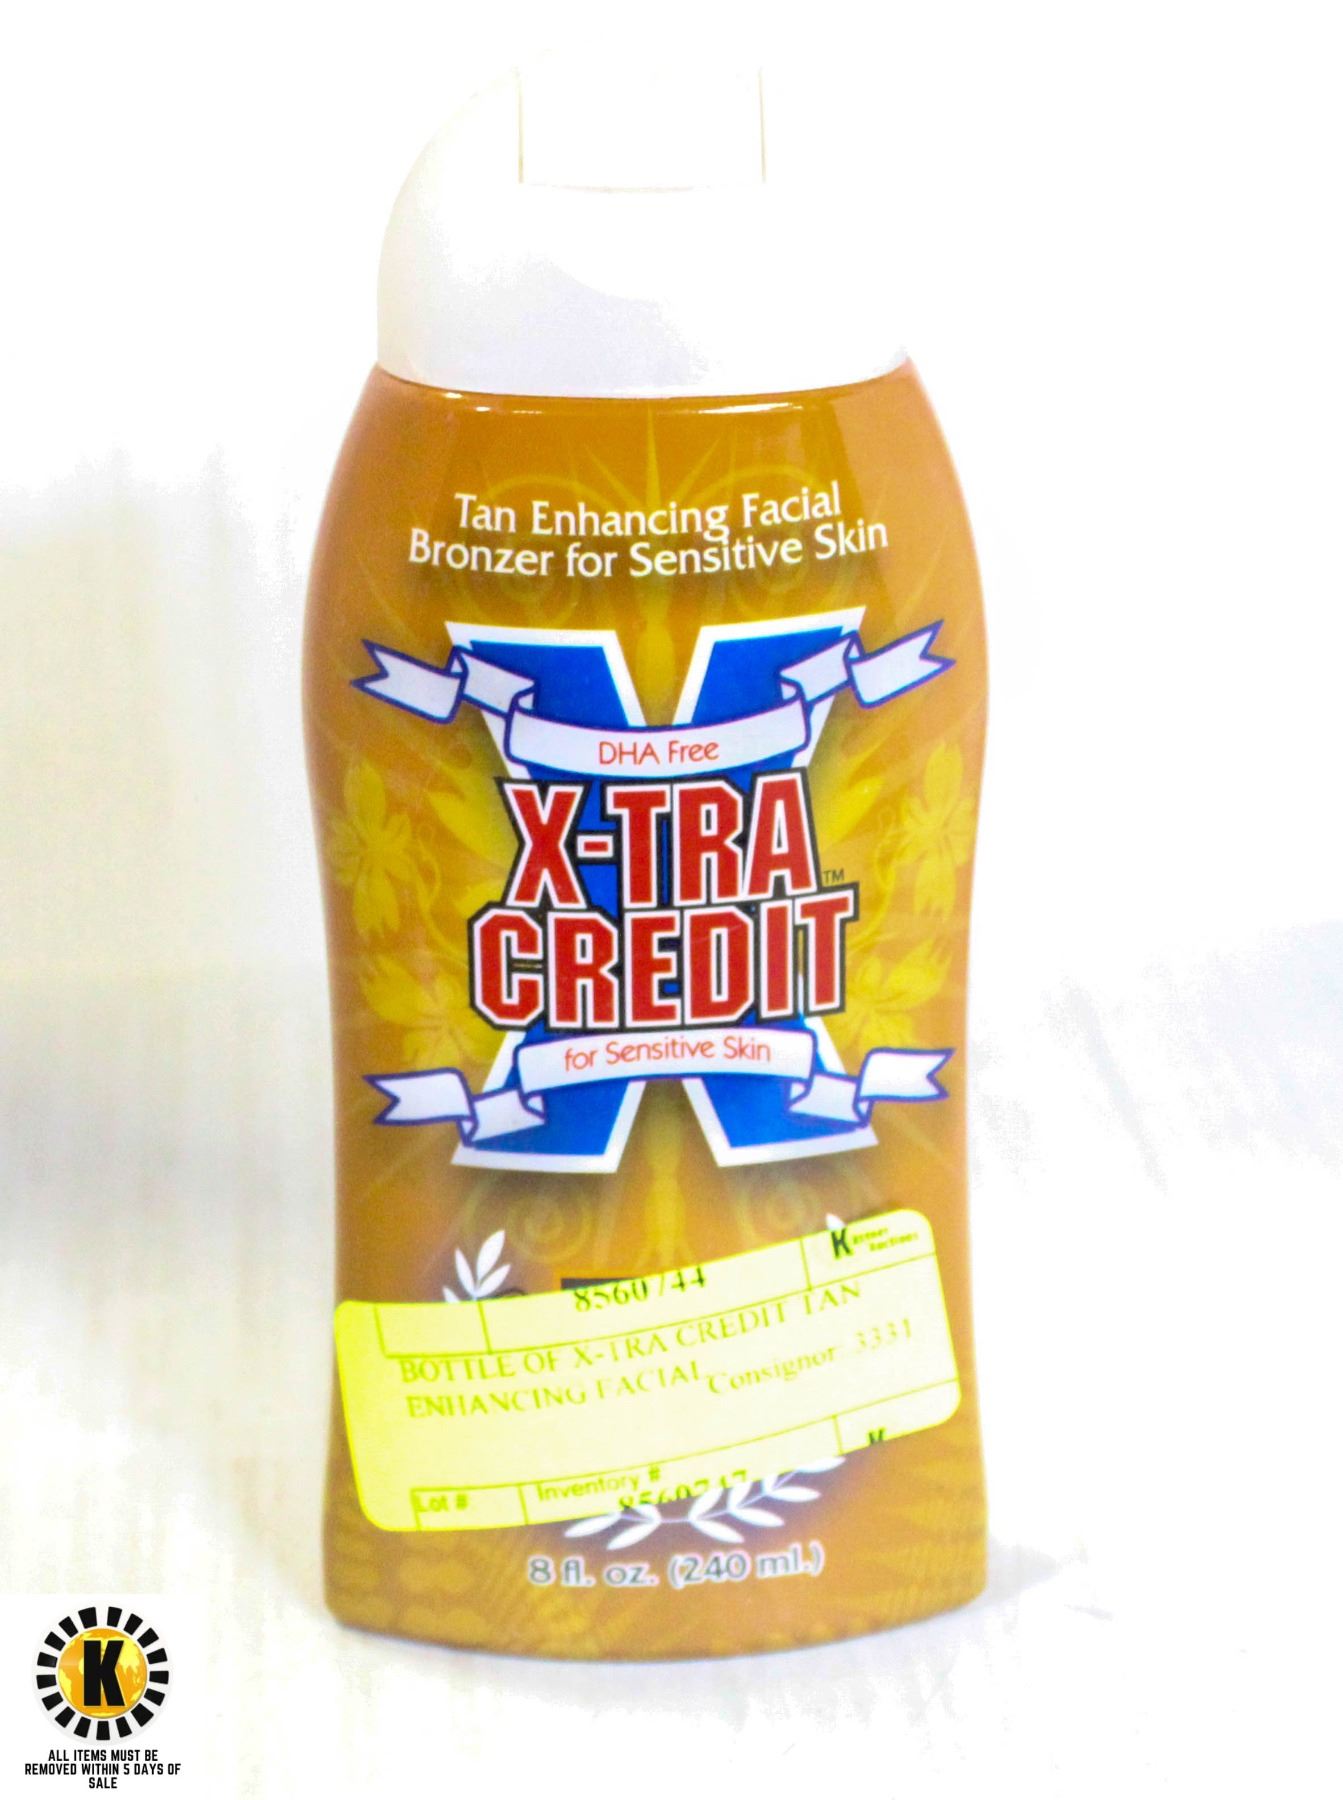 Tan Enhancing Facial
Bronzer for Sensitive Skin
DHA Free
X-TRA
CREDIT™
for Sensitive Skin
8560744
BOTTLE OF X-TRA CREDIT TAN
ENHANCING FACIAL Consignor 3331
Lot #
Inventory #
8 fl. oz. (240 ml.)
K
ALL ITEMS MUST BE
REMOVED WITHIN 5 DAYS OF
SALE